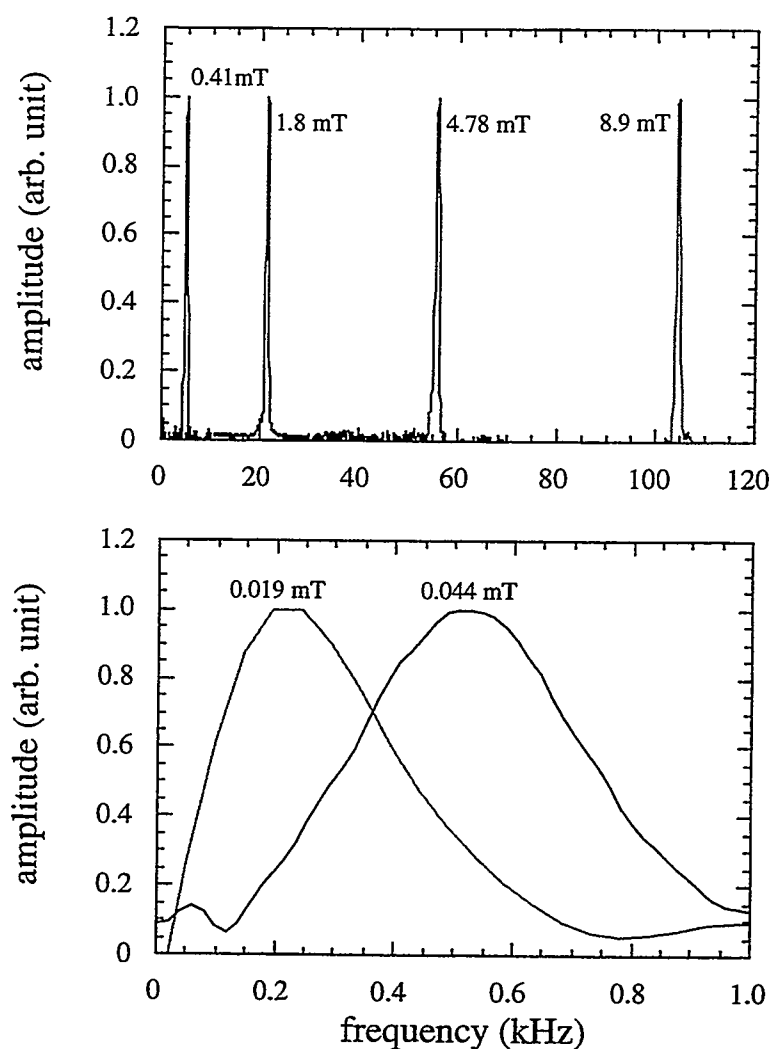 1.2
1.0
0.8
0.6
0.4
0.2
0
amplitude (arb. unit)
0.41mT
1.8 mT
4.78 mT
8.9 mT
0 20 40 60 80 100 120
1.2
1.0
0.8
0.6
0.4
0.2
0
amplitude (arb. unit)
0.019 mT
0.044 mT
0 0.2 0.4 0.6 0.8 1.0
frequency (kHz)